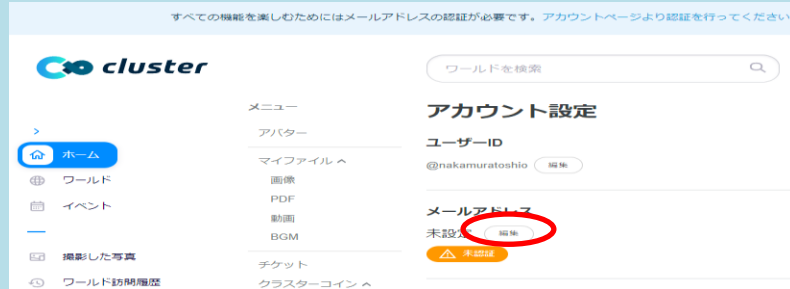 すべての機能を楽しむためにはメールアドレスの認証が必要です。アカウントページより認証を行ってください
cluster
ワールドを検索
メニュー
アカウント設定
アバター
ユーザーID
ホーム
マイファイル
@nakamuratoshio 編集
ワールド
画像
PDF
イベント
動画
メールアドレス
BGM
未設定 編集
未認証
撮影した写真
チケット
ワールド訪問履歴
クラスターコイン